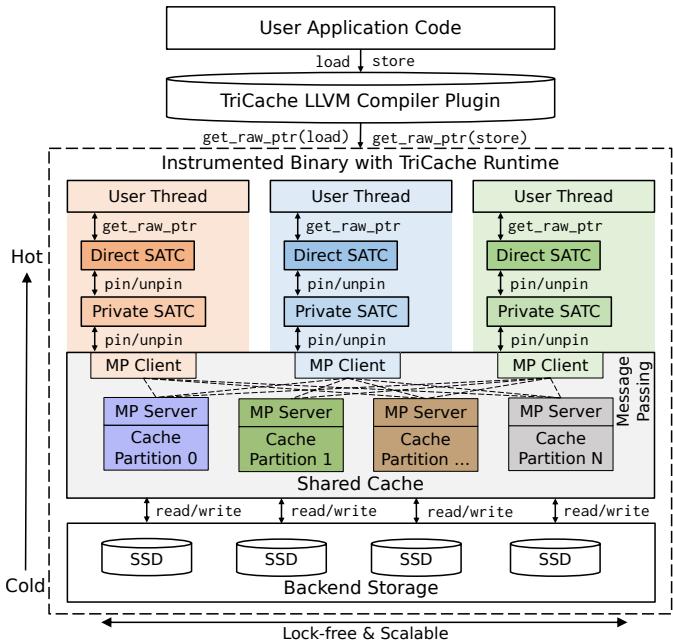 User Application Code
load store
TriCache LLVM Compiler Plugin
get_raw_ptr(load) get_raw_ptr(store)
Instrumented Binary with TriCache Runtime
User Thread User Thread User Thread
get_raw_ptr get_raw_ptr get_raw_ptr
Hot
Direct SATC Direct SATC Direct SATC
pin/unpin pin/unpin pin/unpin
Private SATC Private SATC Private SATC
pin/unpin pin/unpin pin/unpin
MP Client MP Client MP Client
Message
Passing
MP Server MP Server MP Server MP Server
Cache Cache Cache Cache
Partition 0 Partition 1 Partition ... Partition N
Shared Cache
read/write read/write read/write read/write
SSD SSD SSD SSD
Cold
Backend Storage
Lock-free & Scalable